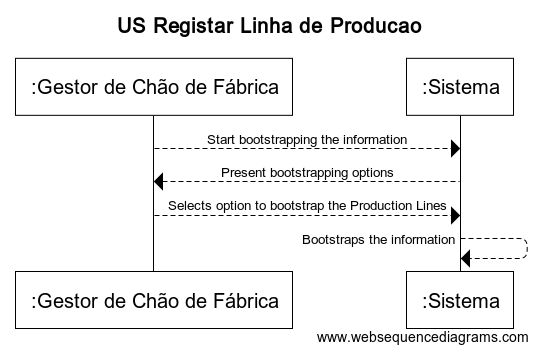 US Registar Linha de Producao
:Gestor de Chão de Fábrica
:Sistema
Start bootstrapping the information
Present bootstrapping options
Selects option to bootstrap the Production Lines
Bootstraps the information
:Gestor de Chão de Fábrica
:Sistema
www.websequencediagrams.com